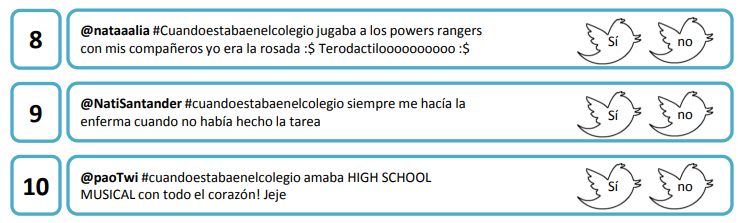 8
@nataaalia #Cuandoestabaenelcolegio jugaba a los powers rangers
con mis compañeros yo era la rosada :$ Terodactiloooooooooo :$
Sí
no
9
@NatiSantander #cuandoestabaenelcolegio siempre me hacía la
enferma cuando no había hecho la tarea
Sí
no
10
@paoTwi #cuandoestabaenelcolegio amaba HIGH SCHOOL
MUSICAL con todo el corazón! Jeje
Sí
no